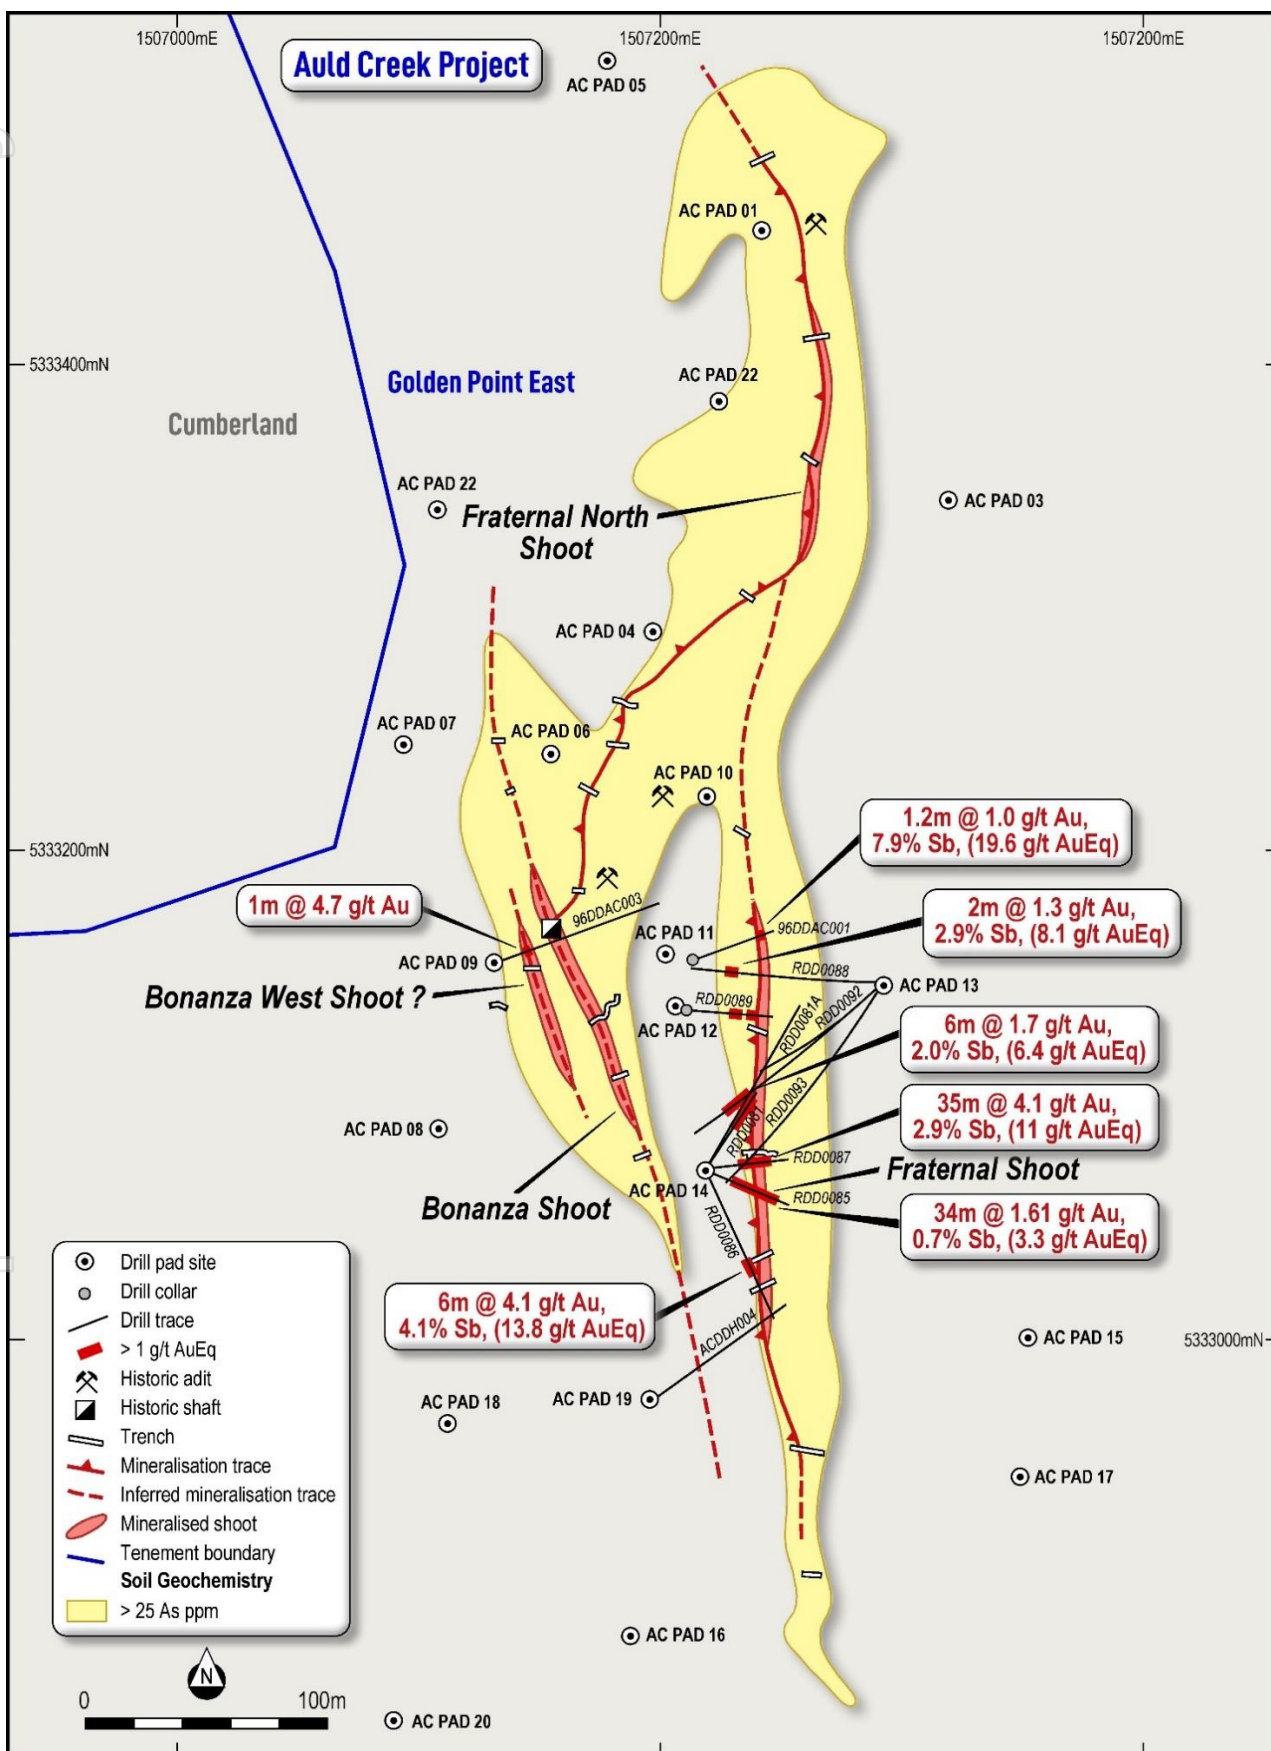 1507000mE
1507200mE
1507200mE
Auld Creek Project
AC PAD 05
AC PAD 01
5333400mN
Golden Point East
AC PAD 22
Cumberland
AC PAD 22
AC PAD 03
Fraternal North
Shoot
AC PAD 04
AC PAD 07
AC PAD 06
AC PAD 10
5333200mN
1.2m @ 1.0 g/t Au,
7.9% Sb, (19.6 g/t AuEq)
1m @ 4.7 g/t Au
96DDAC003
2m @ 1.3 g/t Au,
2.9% Sb, (8.1 g/t AuEq)
AC PAD 11
96DDAC001
AC PAD 09
RDD0088
AC PAD 13
Bonanza West Shoot ?
RDD0089
RDD0081A
RDD0092
AC PAD 12
6m @ 1.7 g/t Au,
2.0% Sb, (6.4 g/t AuEq)
RDD0093
RDD0081
35m @ 4.1 g/t Au,
2.9% Sb, (11 g/t AuEq)
AC PAD 08
RDD0087
Fraternal Shoot
AC PAD 14
RDD0085
Bonanza Shoot
34m @ 1.61 g/t Au,
0.7% Sb, (3.3 g/t AuEq)
RDD0086
6m @ 4.1 g/t Au,
4.1% Sb, (13.8 g/t AuEq)
ACDDH004
AC PAD 15
5333000mN
AC PAD 18
AC PAD 19
AC PAD 17
AC PAD 16
AC PAD 20
Drill pad site
Drill collar
Drill trace
> 1 g/t AuEq
Historic adit
Historic shaft
Trench
Mineralisation trace
Inferred mineralisation trace
Mineralised shoot
Tenement boundary
Soil Geochemistry
> 25 As ppm
N
0
100m